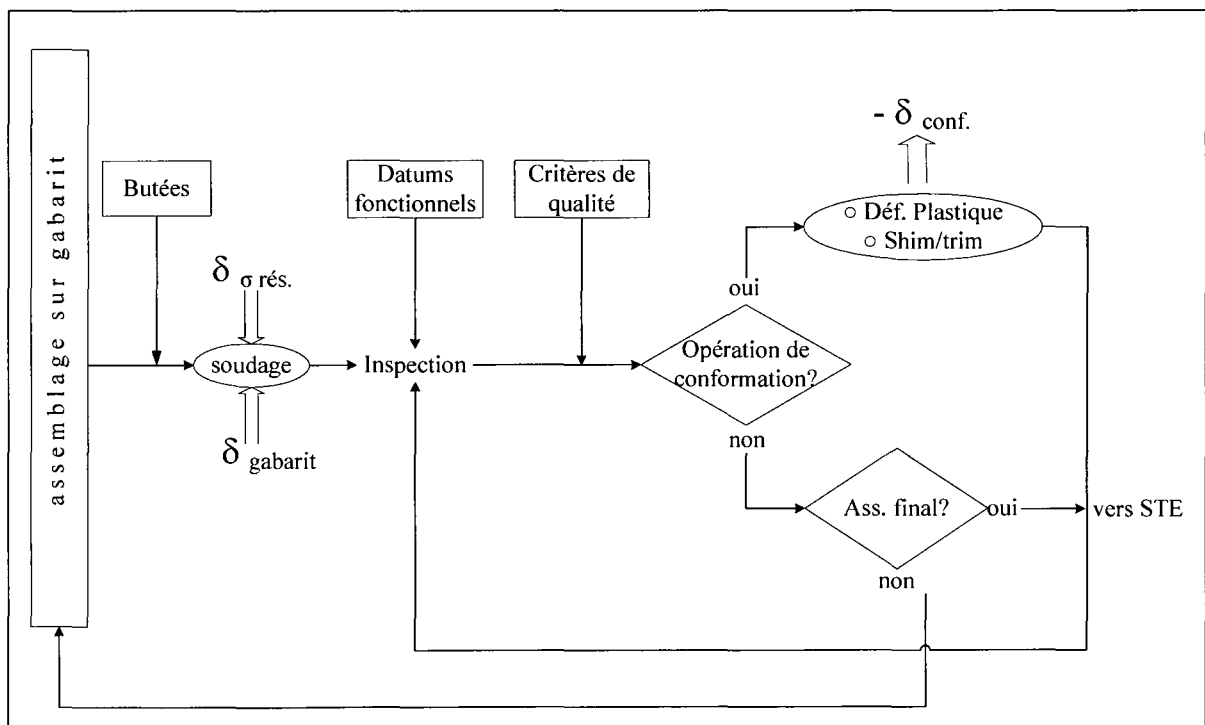 assemblage sur gabarit
Butées
δ σ rés.
soudage
δ gabarit
Datums
fonctionnels
Inspection
Critères de
qualité
Opération de
conformation?
oui
- δ conf.
○ Déf. Plastique
○ Shim/trim
non
Ass. final?
oui
vers STE
non